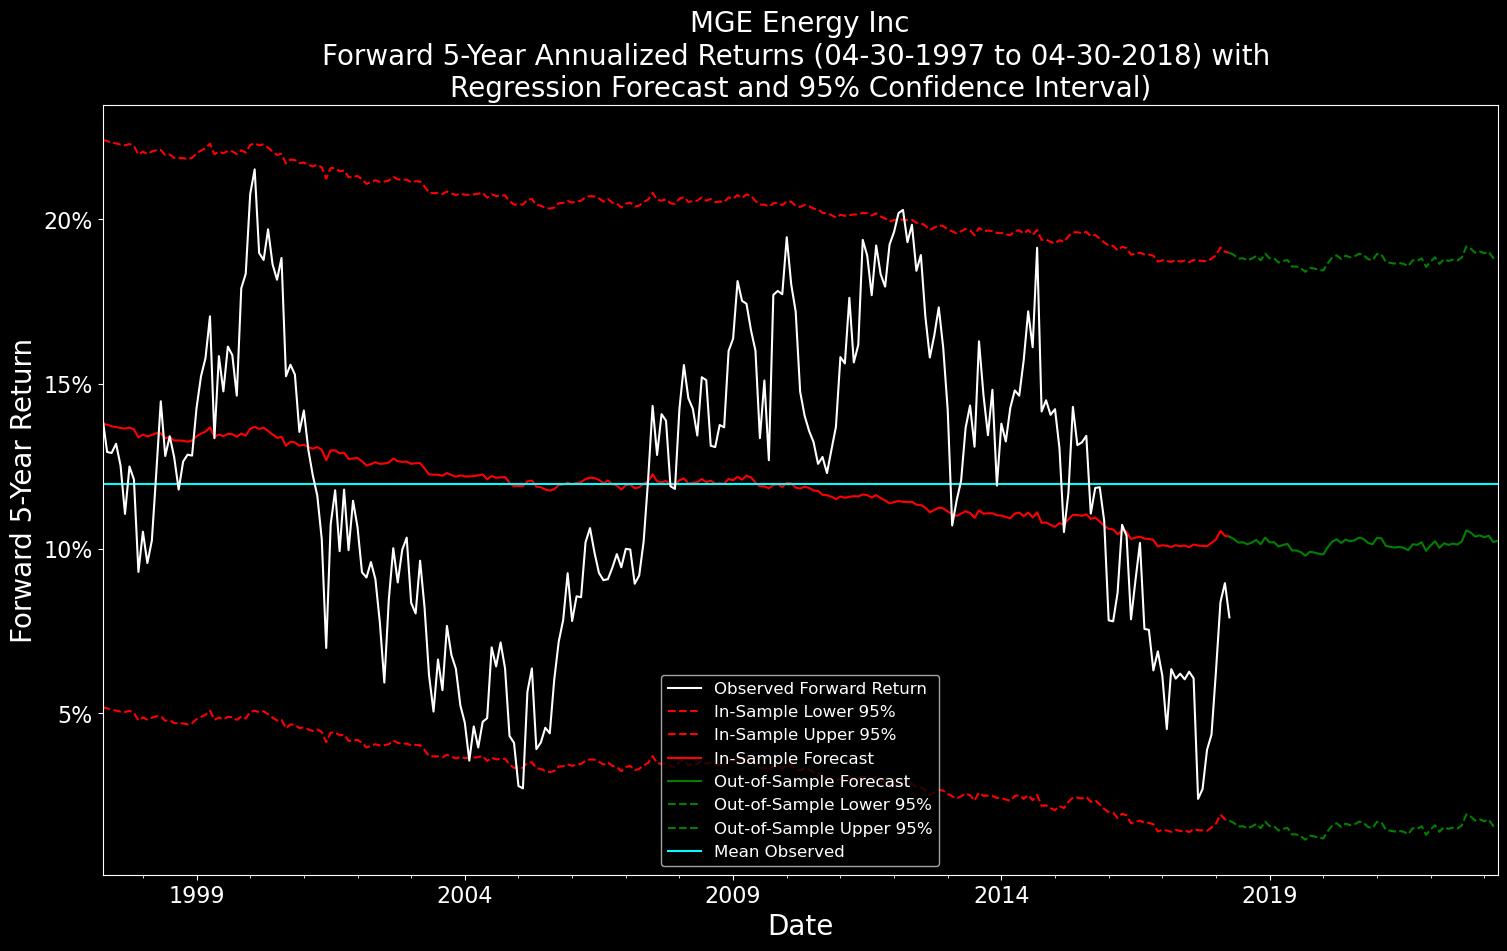 MGE Energy Inc
Forward 5-Year Annualized Returns (04-30-1997 to 04-30-2018) with
Regression Forecast and 95% Confidence Interval)
Forward 5-Year Return
20%
15%
10%
5%
Observed Forward Return
In-Sample Lower 95%
In-Sample Upper 95%
In-Sample Forecast
Out-of-Sample Forecast
Out-of-Sample Lower 95%
Out-of-Sample Upper 95%
Mean Observed
1999 2004 2009 2014 2019
Date